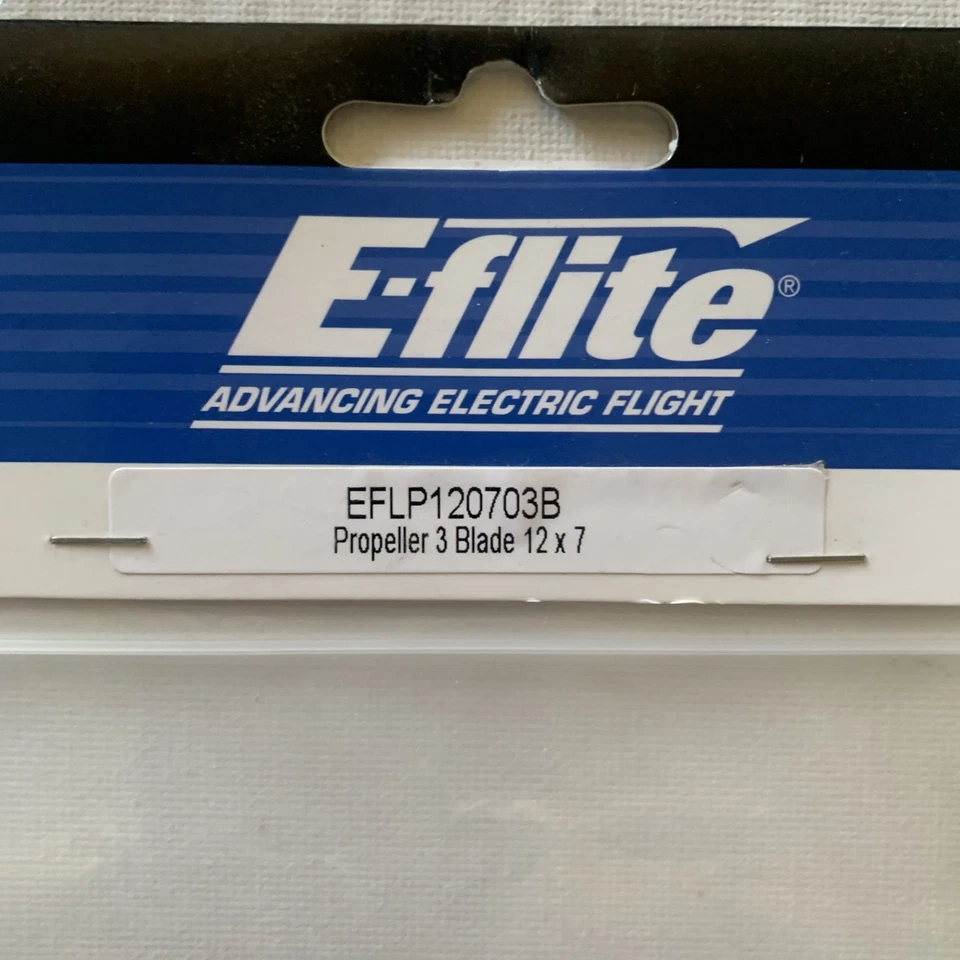 E-flite®
ADVANCING ELECTRIC FLIGHT
EFLP120703B
Propeller 3 Blade 12 x 7